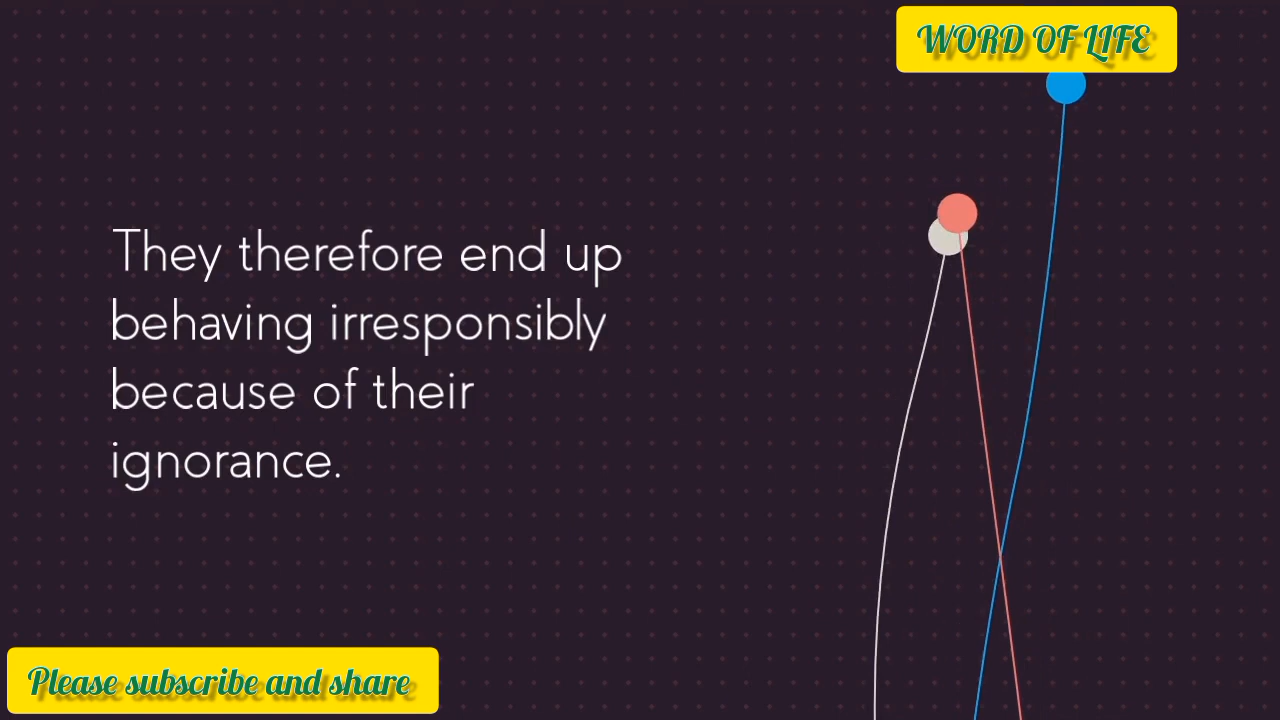 WORD OF LIFE
They therefore end up
behaving irresponsibly
because of their
ignorance.
Please subscribe and share